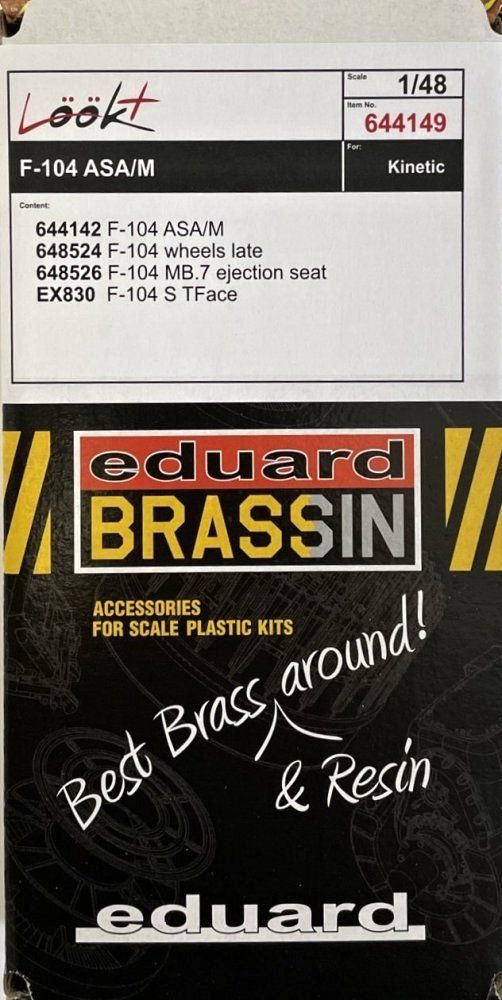 Löök+
Scale
1/48
Item No.
644149
F-104 ASA/M
For:
Kinetic
Content:
644142 F-104 ASA/M
648524 F-104 wheels late
648526 F-104 MB.7 ejection seat
EX830 F-104 S TFace
eduard
BRASSIN
ACCESSORIES
FOR SCALE PLASTIC KITS
Best Brass around!
& Resin
eduard